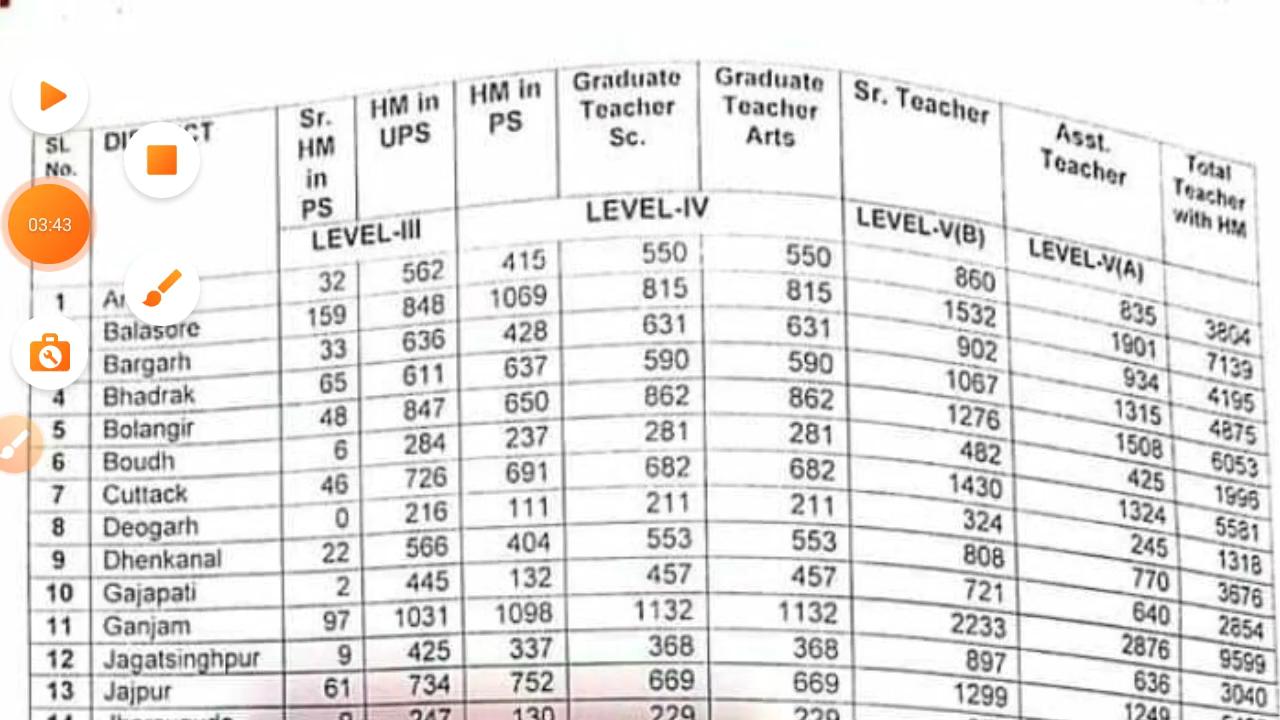 SL No. Sr. HM in PS HM in UPS HM in PS Graduate Teacher Sc. Graduate Teacher Arts Sr. Teacher Asst. Teacher Total Teacher with HM
LEVEL-III LEVEL-IV LEVEL-V(B) LEVEL-V(A)
03:43
1 32 562 415 550 550 860 835 3804
Balasore 159 848 1069 815 815 1532 1901 7139
Bargarh 33 636 428 631 631 902 934 4195
4 Bhadrak 65 611 637 590 590 1067 1315 4875
5 Bolangir 48 847 650 862 862 1276 1508 6053
6 Boudh 6 284 237 281 281 482 425 1996
7 Cuttack 46 726 691 682 682 1430 1324 5581
8 Deogarh 0 216 111 211 211 324 245 1318
9 Dhenkanal 22 566 404 553 553 808 770 3676
10 Gajapati 2 445 132 457 457 721 640 2854
11 Ganjam 97 1031 1098 1132 1132 2233 2876 9599
12 Jagatsinghpur 9 425 337 368 368 897 636 3040
13 Jajpur 61 734 752 669 669 1299 1249
247 130 229 229